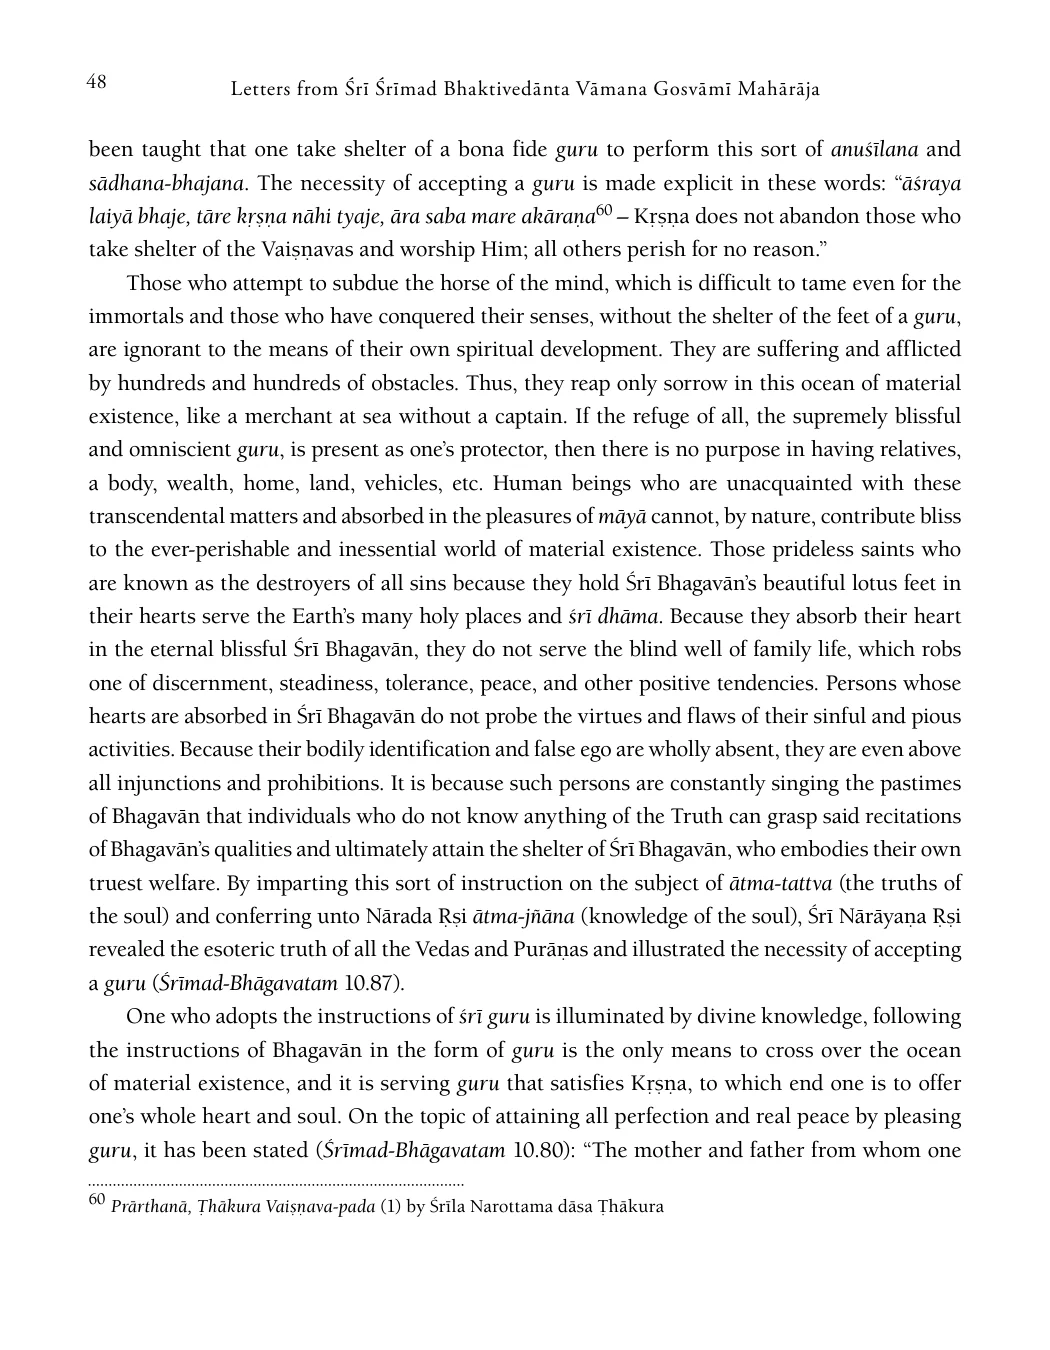 48
Letters from Śrī Śrīmad Bhaktivedānta Vāmana Gosvāmī Mahārāja
been taught that one take shelter of a bona fide guru to perform this sort of anuśīlana and
sādhana-bhajana. The necessity of accepting a guru is made explicit in these words: “āśraya
laiyā bhaje, tāre kṛṣṇa nāhi tyaje, āra saba mare akāraṇa60 – Kṛṣṇa does not abandon those who
take shelter of the Vaiṣṇavas and worship Him; all others perish for no reason.”
Those who attempt to subdue the horse of the mind, which is difficult to tame even for the
immortals and those who have conquered their senses, without the shelter of the feet of a guru,
are ignorant to the means of their own spiritual development. They are suffering and afflicted
by hundreds and hundreds of obstacles. Thus, they reap only sorrow in this ocean of material
existence, like a merchant at sea without a captain. If the refuge of all, the supremely blissful
and omniscient guru, is present as one’s protector, then there is no purpose in having relatives,
a body, wealth, home, land, vehicles, etc. Human beings who are unacquainted with these
transcendental matters and absorbed in the pleasures of māyā cannot, by nature, contribute bliss
to the ever-perishable and inessential world of material existence. Those prideless saints who
are known as the destroyers of all sins because they hold Śrī Bhagavān’s beautiful lotus feet in
their hearts serve the Earth’s many holy places and śrī dhāma. Because they absorb their heart
in the eternal blissful Śrī Bhagavān, they do not serve the blind well of family life, which robs
one of discernment, steadiness, tolerance, peace, and other positive tendencies. Persons whose
hearts are absorbed in Śrī Bhagavān do not probe the virtues and flaws of their sinful and pious
activities. Because their bodily identification and false ego are wholly absent, they are even above
all injunctions and prohibitions. It is because such persons are constantly singing the pastimes
of Bhagavān that individuals who do not know anything of the Truth can grasp said recitations
of Bhagavān’s qualities and ultimately attain the shelter of Śrī Bhagavān, who embodies their own
truest welfare. By imparting this sort of instruction on the subject of ātma-tattva (the truths of
the soul) and conferring unto Nārada Ṛṣi ātma-jñāna (knowledge of the soul), Śrī Nārāyaṇa Ṛṣi
revealed the esoteric truth of all the Vedas and Purāṇas and illustrated the necessity of accepting
a guru (Śrīmad-Bhāgavatam 10.87).
One who adopts the instructions of śrī guru is illuminated by divine knowledge, following
the instructions of Bhagavān in the form of guru is the only means to cross over the ocean
of material existence, and it is serving guru that satisfies Kṛṣṇa, to which end one is to offer
one’s whole heart and soul. On the topic of attaining all perfection and real peace by pleasing
guru, it has been stated (Śrīmad-Bhāgavatam 10.80): “The mother and father from whom one
60 Prārthanā, Ṭhākura Vaiṣṇava-pada (1) by Śrīla Narottama dāsa Ṭhākura